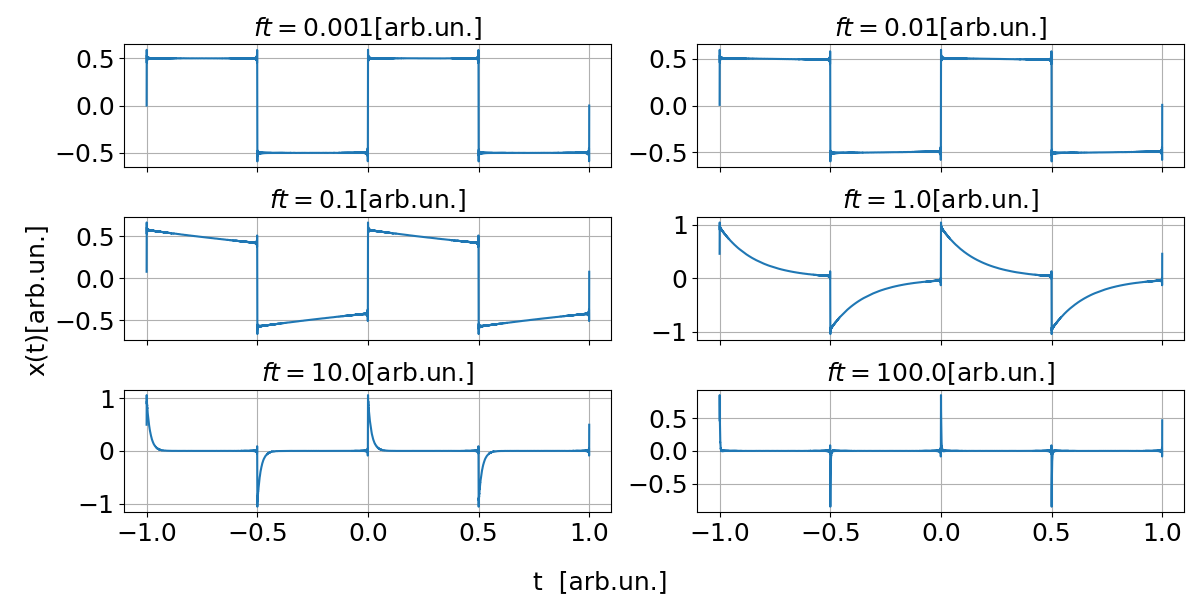 ft = 0.001[arb.un.]
ft = 0.01[arb.un.]
0.5
0.0
−0.5
0.5
0.0
−0.5
ft = 0.1[arb.un.]
ft = 1.0[arb.un.]
x(t)[arb.un.]
0.5
0.0
−0.5
1
0
−1
ft = 10.0[arb.un.]
ft = 100.0[arb.un.]
1
0
−1
0.5
0.0
−0.5
−1.0 −0.5 0.0 0.5 1.0
−1.0 −0.5 0.0 0.5 1.0
t [arb.un.]